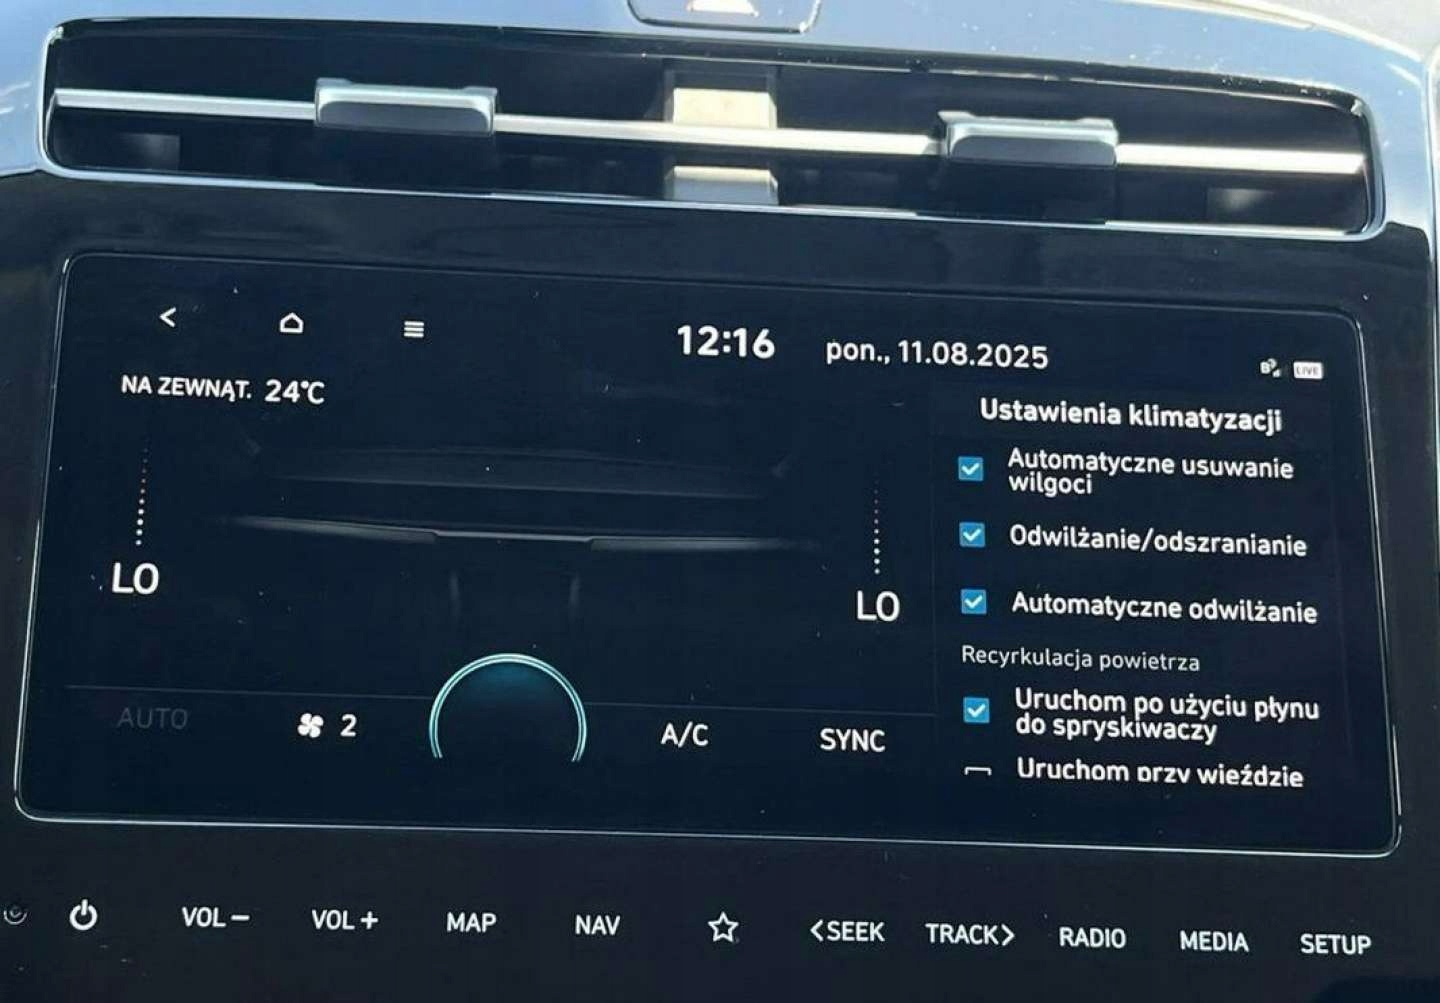 12:16
pon., 11.08.2025
LIVE
NA ZEWNĄT. 24°C
Ustawienia klimatyzacji
Automatyczne usuwanie
wilgoci
Odwilżanie/odszranianie
LO
LO
Automatyczne odwilżanie
Recyrkulacja powietrza
Uruchom po użyciu płynu
do spryskiwaczy
AUTO
2
A/C
SYNC
Uruchom przy wieździe
VOL −
VOL +
MAP
NAV
<SEEK
TRACK>
RADIO
MEDIA
SETUP